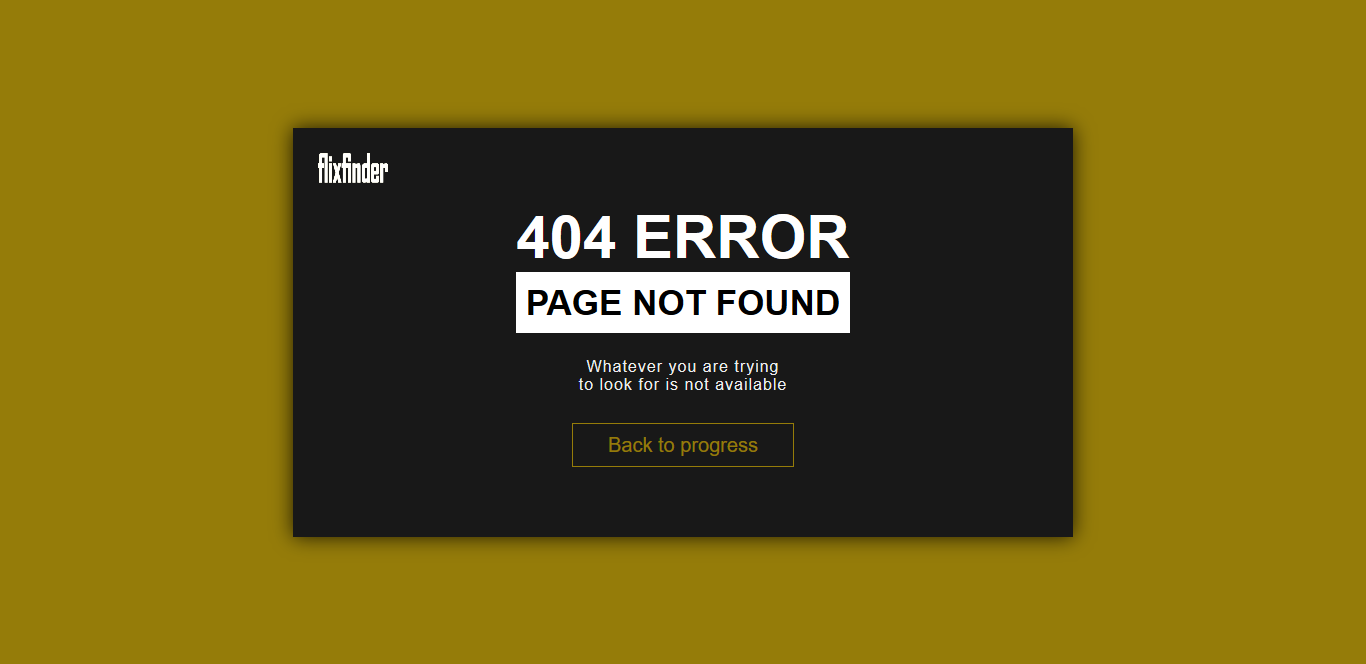 flixfinder
404 ERROR
PAGE NOT FOUND
Whatever you are trying
to look for is not available
Back to progress